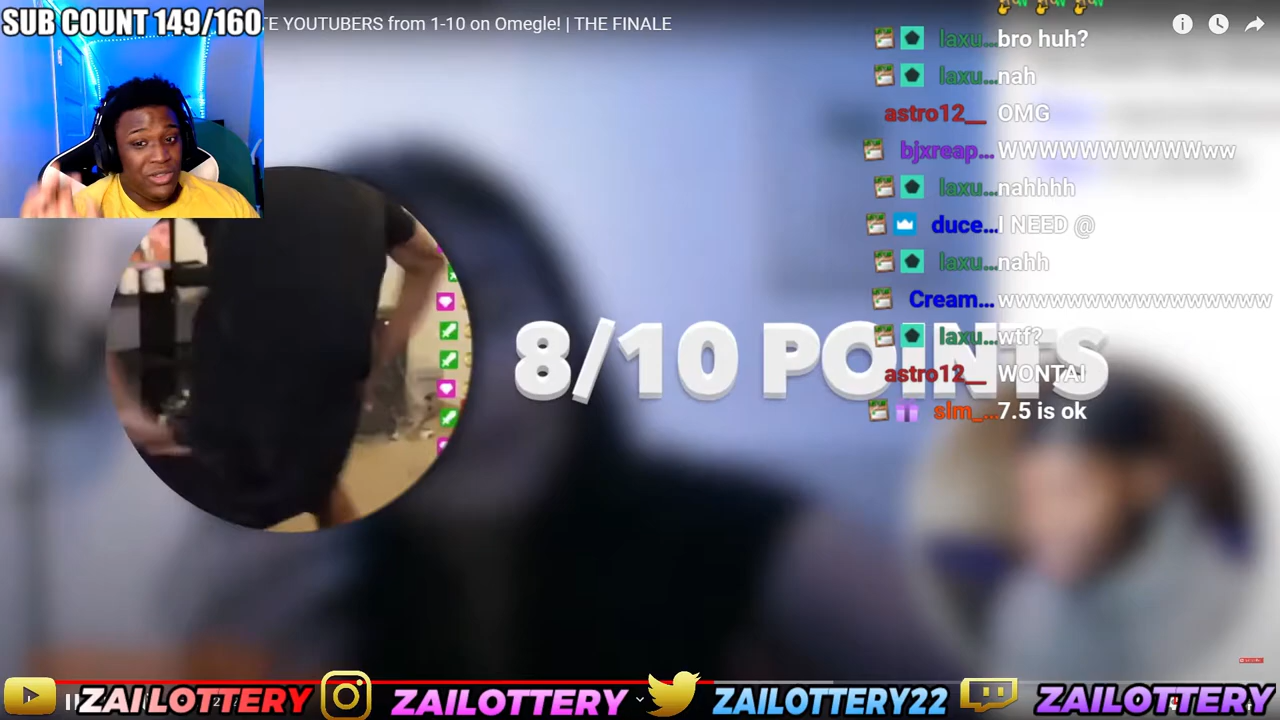 SUB COUNT 149/160
TE YOUTUBERS from 1-10 on Omegle! | THE FINALE
laxu... bro huh?
laxu... nah
astro12__ OMG
bjxreap... WWWWWWWWWWww
laxu... nahhhh
duce... I NEED @
laxu... nahh
Cream... wwwwwwwwwwwwwwwww
laxu... wtf?
astro12__ WONTAI
slm_... 7.5 is ok
8/10 POINTS
ZAILOTTERY
ZAILOTTERY
ZAILOTTERY22
ZAILOTTERY